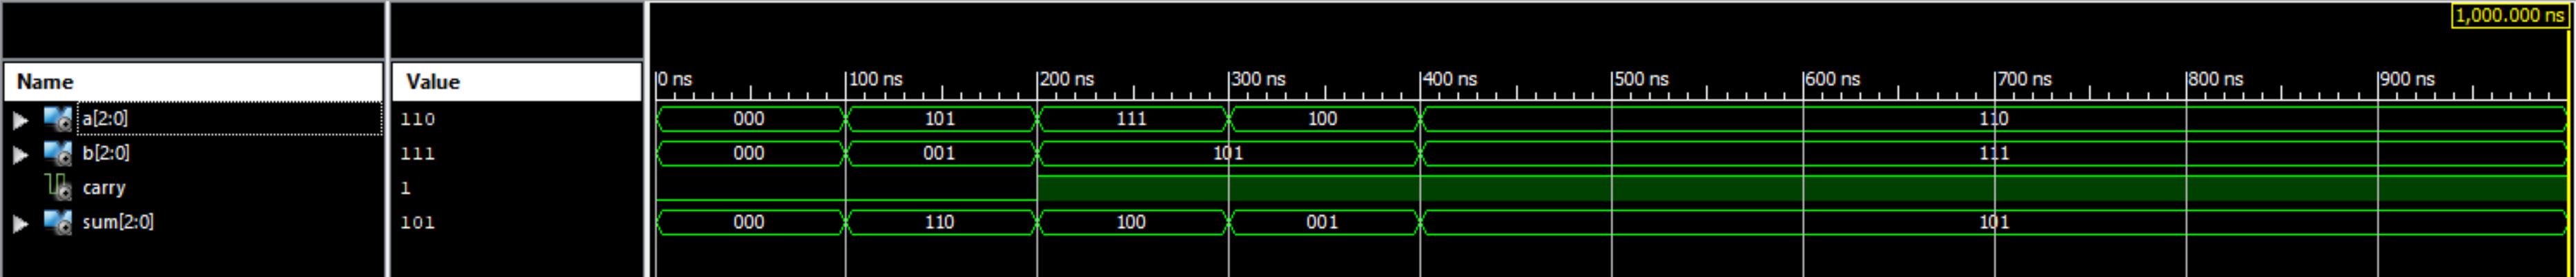 1,000.000 ns
Name Value 0 ns 100 ns 200 ns 300 ns 400 ns 500 ns 600 ns 700 ns 800 ns 900 ns
a[2:0] 110 000 101 111 100 110
b[2:0] 111 000 001 101 111
carry 1
sum[2:0] 101 000 110 100 001 101